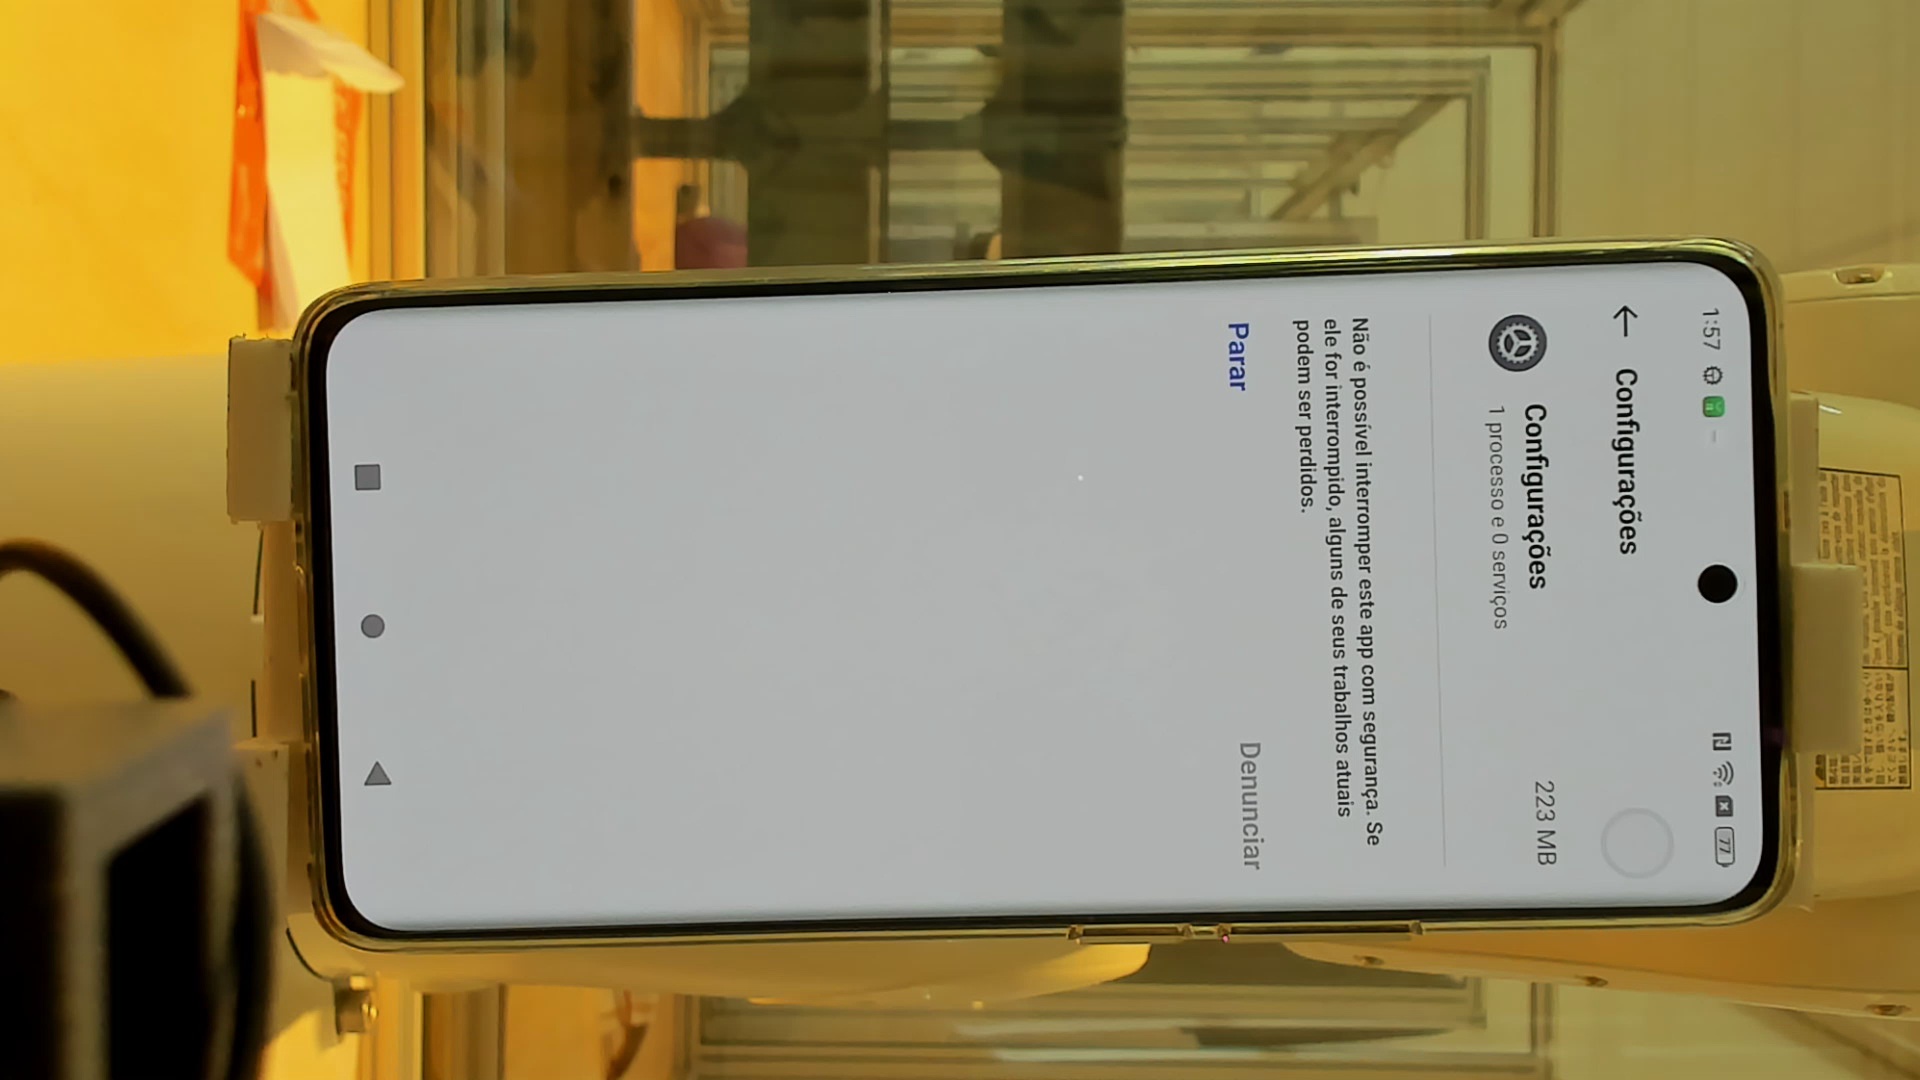 1:57
77
Configurações
Configurações
223 MB
1 processo e 0 serviços
Não é possível interromper este app com segurança. Se
ele for interrompido, alguns de seus trabalhos atuais
podem ser perdidos.
Parar
Denunciar